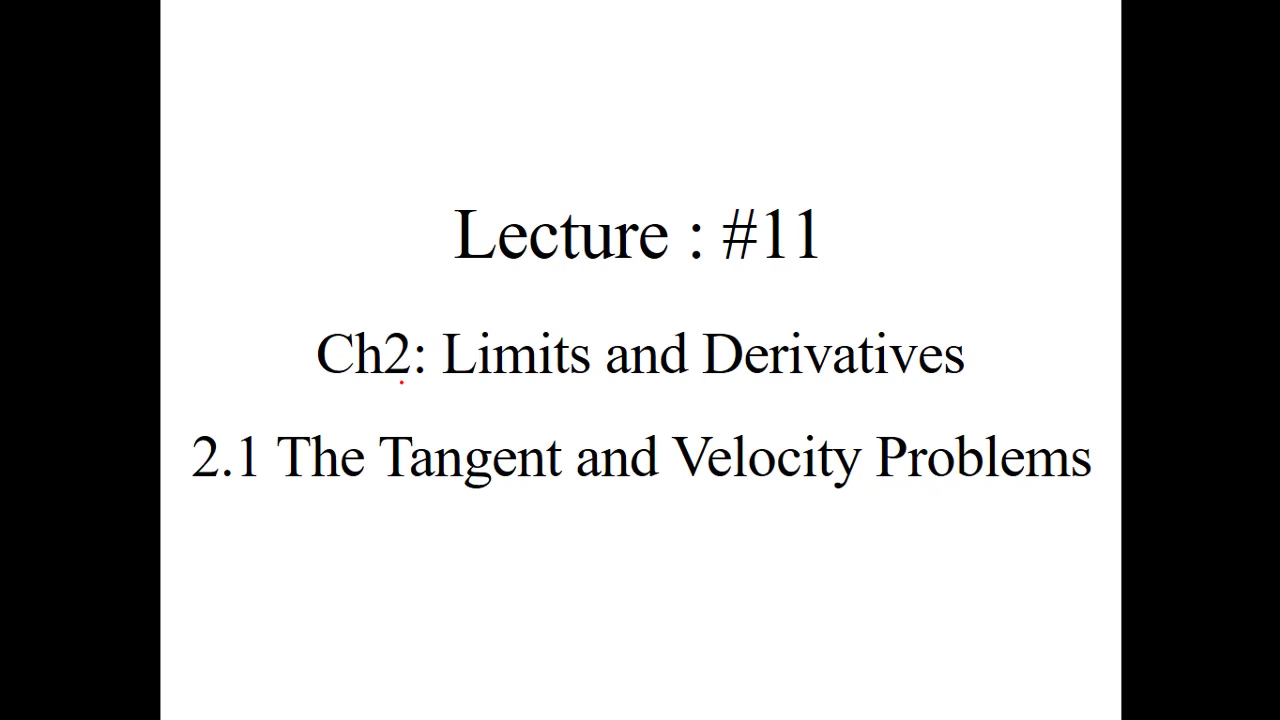 Lecture : #11
Ch2: Limits and Derivatives
2.1 The Tangent and Velocity Problems